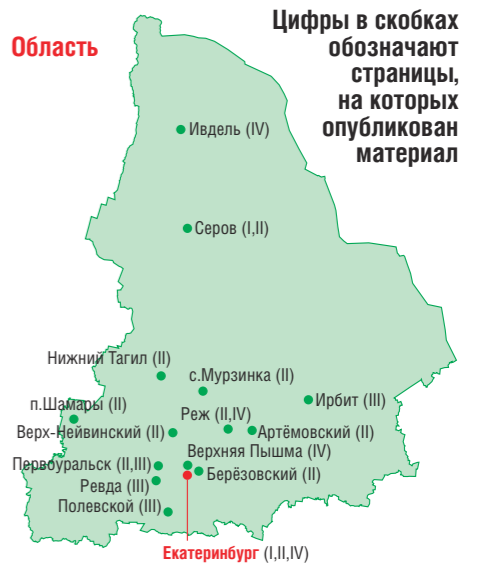 Область
Цифры в скобках
обозначают
страницы,
на которых
опубликован
материал
Ивдель (IV)
Серов (I,II)
Нижний Тагил (II)
с.Мурзинка (II)
п.Шамары (II)
Ирбит (III)
Реж (II,IV)
Верх-Нейвинский (II)
Артёмовский (II)
Верхняя Пышма (IV)
Первоуральск (II,III)
Берёзовский (II)
Ревда (III)
Полевской (III)
Екатеринбург (I,II,IV)